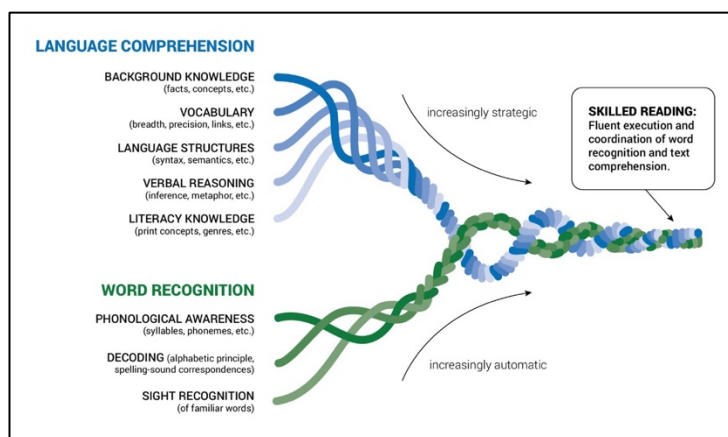 LANGUAGE COMPREHENSION
BACKGROUND KNOWLEDGE
(facts, concepts, etc.)
VOCABULARY
(breadth, precision, links, etc.)
LANGUAGE STRUCTURES
(syntax, semantics, etc.)
VERBAL REASONING
(inference, metaphor, etc.)
LITERACY KNOWLEDGE
(print concepts, genres, etc.)
WORD RECOGNITION
PHONOLOGICAL AWARENESS
(syllables, phonemes, etc.)
DECODING (alphabetic principle,
spelling-sound correspondences)
SIGHT RECOGNITION
(of familiar words)
increasingly strategic
increasingly automatic
SKILLED READING:
Fluent execution and
coordination of word
recognition and text
comprehension.